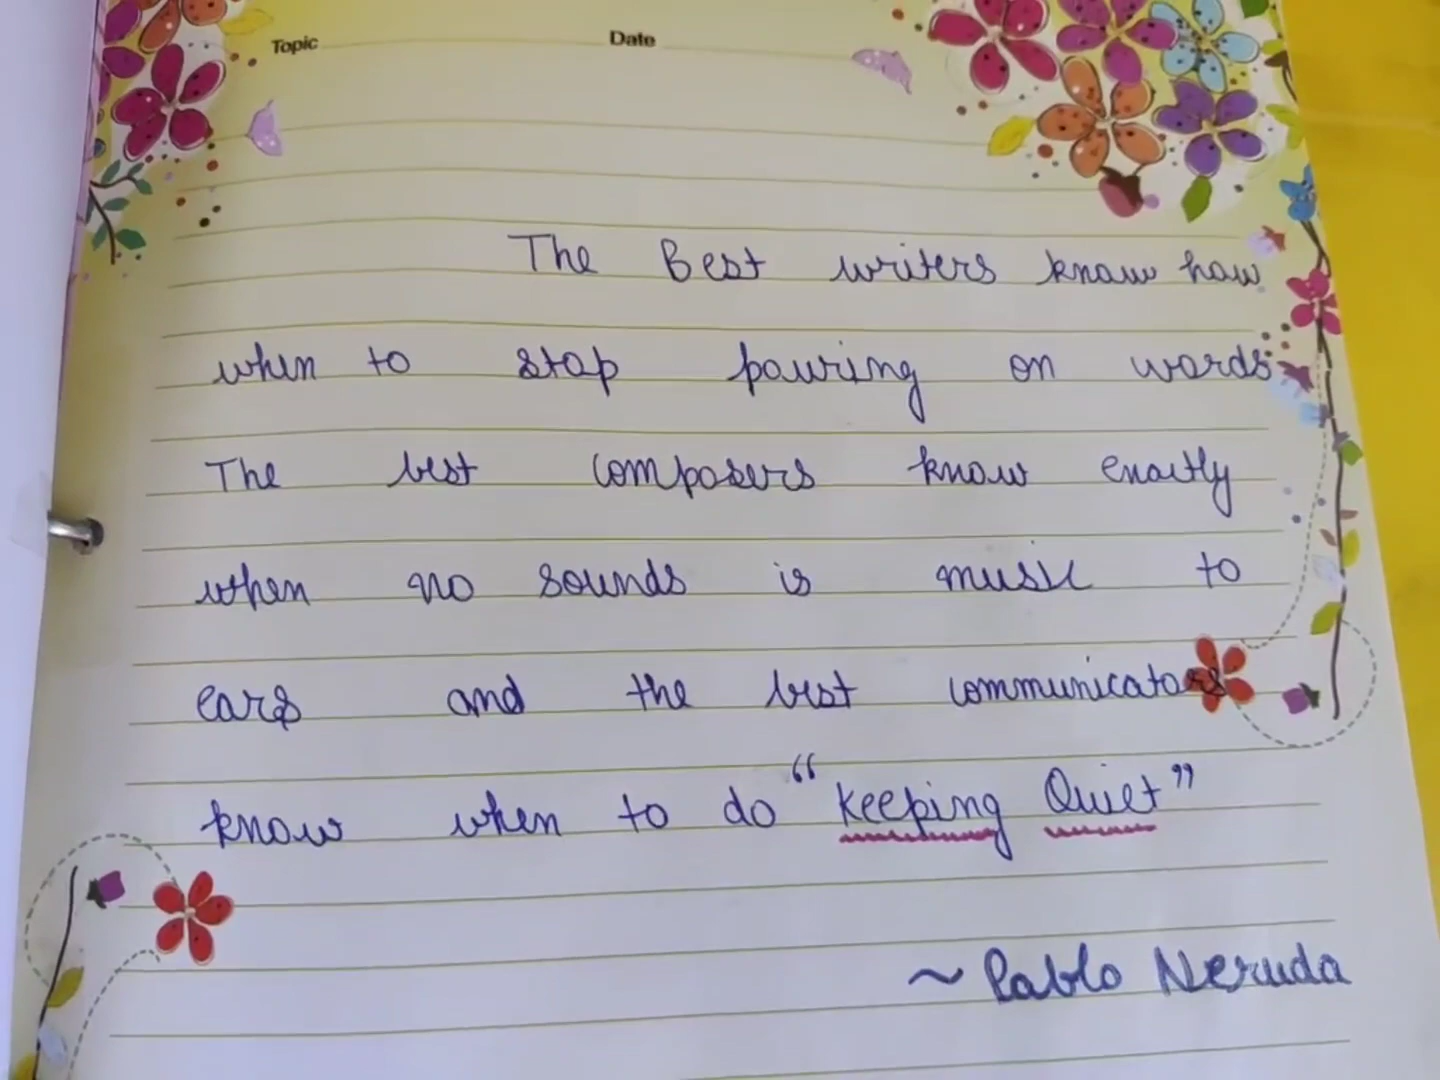 Topic Date
The Best writers know how
when to stop pouring on words
The best composers know exactly
when no sounds is music to
ears and the best communicators
know when to do "Keeping Quiet"
~ Pablo Neruda